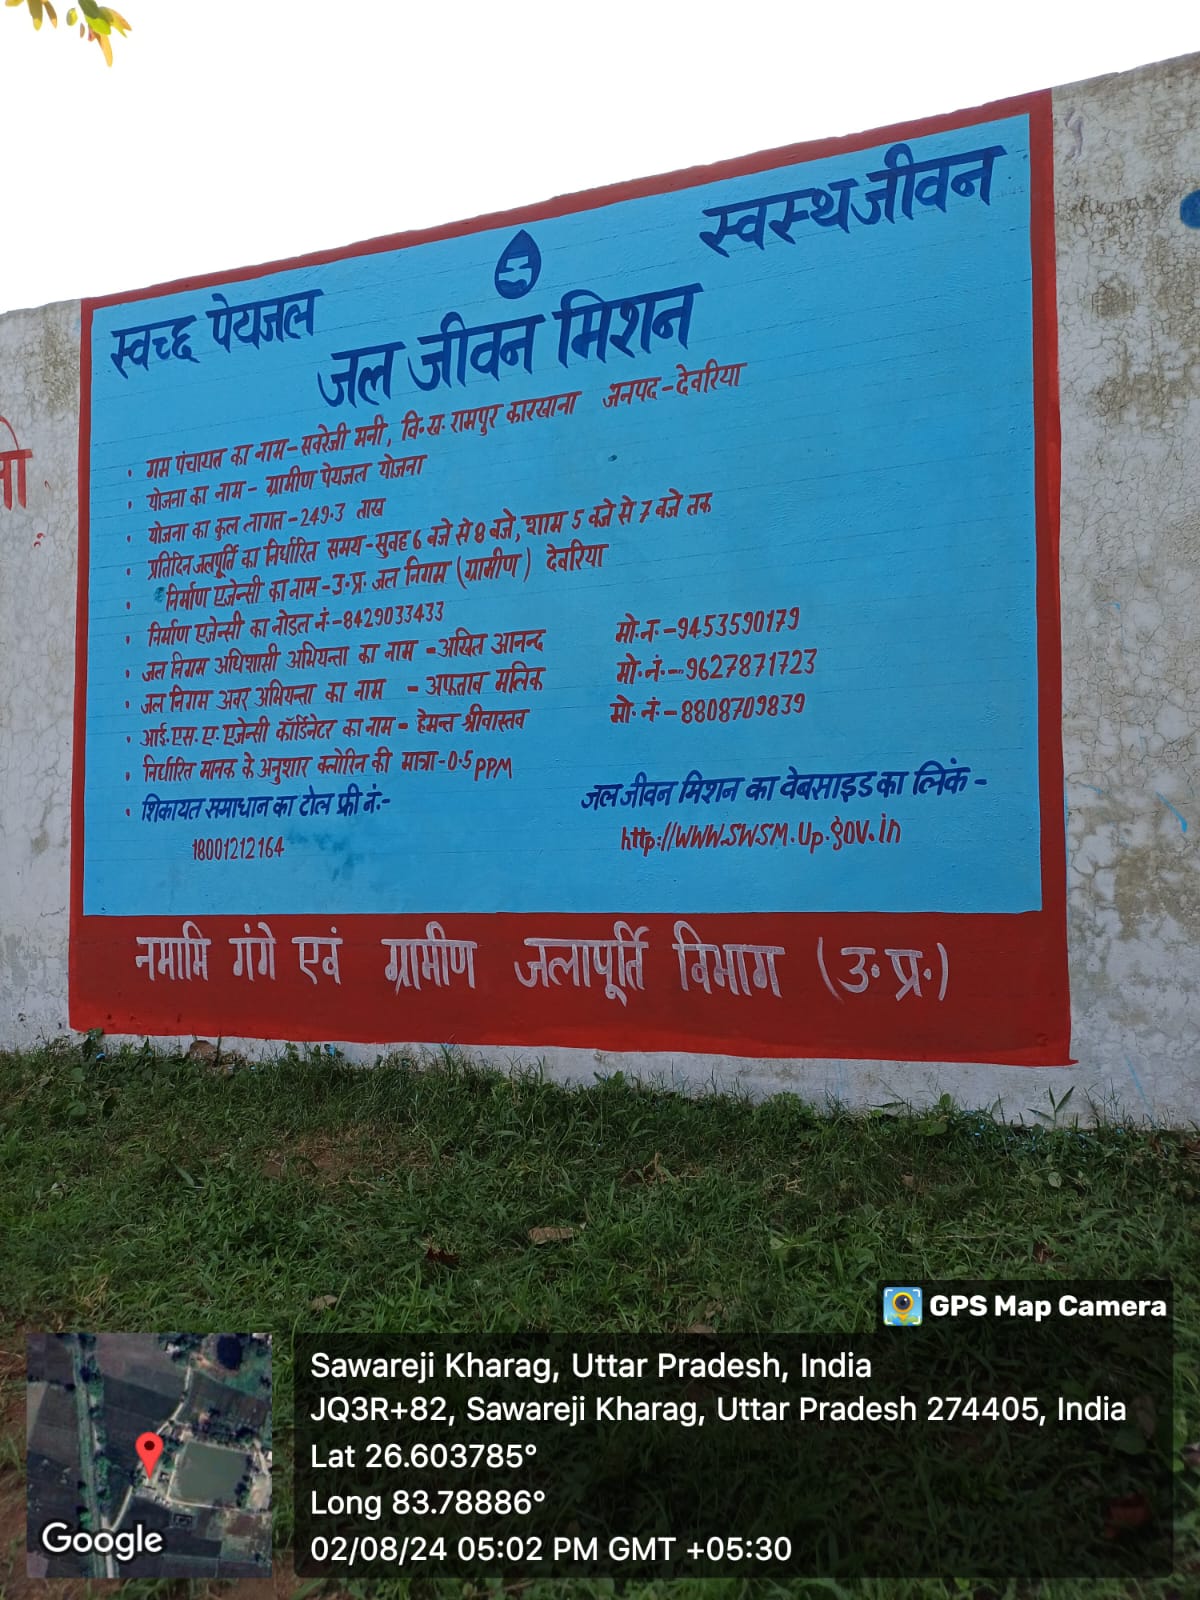 स्वच्छ पेयजल
स्वस्थ जीवन
जल जीवन मिशन
• गम पंचायत का नाम - सवरेजी मनी, वि.ख. रामपुर कारखाना जनपद - देवरिया
• योजना का नाम - ग्रामीण पेयजल योजना
योजना का कुल लागत - 249.3 लाख
• प्रतिदिन जलपूर्ति का निर्धारित समय - सुवह 6 बजे से 8 बजे, शाम 5 बजे से 7 बजे तक
• निर्माण एजेन्सी का नाम - उ.प्र. जल निगम (ग्रामीण) देवरिया
• निर्माण एजेन्सी का नोडल नं. - 8429033433
• जल निगम अधिशासी अभियन्ता का नाम - अखिल आनन्द मो.न. - 9453590179
• जल निगम अवर अभियन्ता का नाम - अफताव मलिक मो.नं. - 9627871723
• आई.एस.ए. एजेन्सी कॉर्डिनेटर का नाम - हेमन्त श्रीवास्तव मो.नं. - 8808709839
• निर्धारित मानक के अनुशार क्लोरिन की मात्रा - 0.5 PPM
• शिकायत समाधान का टोल फ्री नं:-
18001212164
जल जीवन मिशन का वेबसाइड का लिंक -
http://WWW.SWSM.Up.gov.in
नमामि गंगे एवं ग्रामीण जलापूर्ति विभाग (उ.प्र.)
GPS Map Camera
Sawareji Kharag, Uttar Pradesh, India
JQ3R+82, Sawareji Kharag, Uttar Pradesh 274405, India
Lat 26.603785°
Long 83.78886°
02/08/24 05:02 PM GMT +05:30
Google